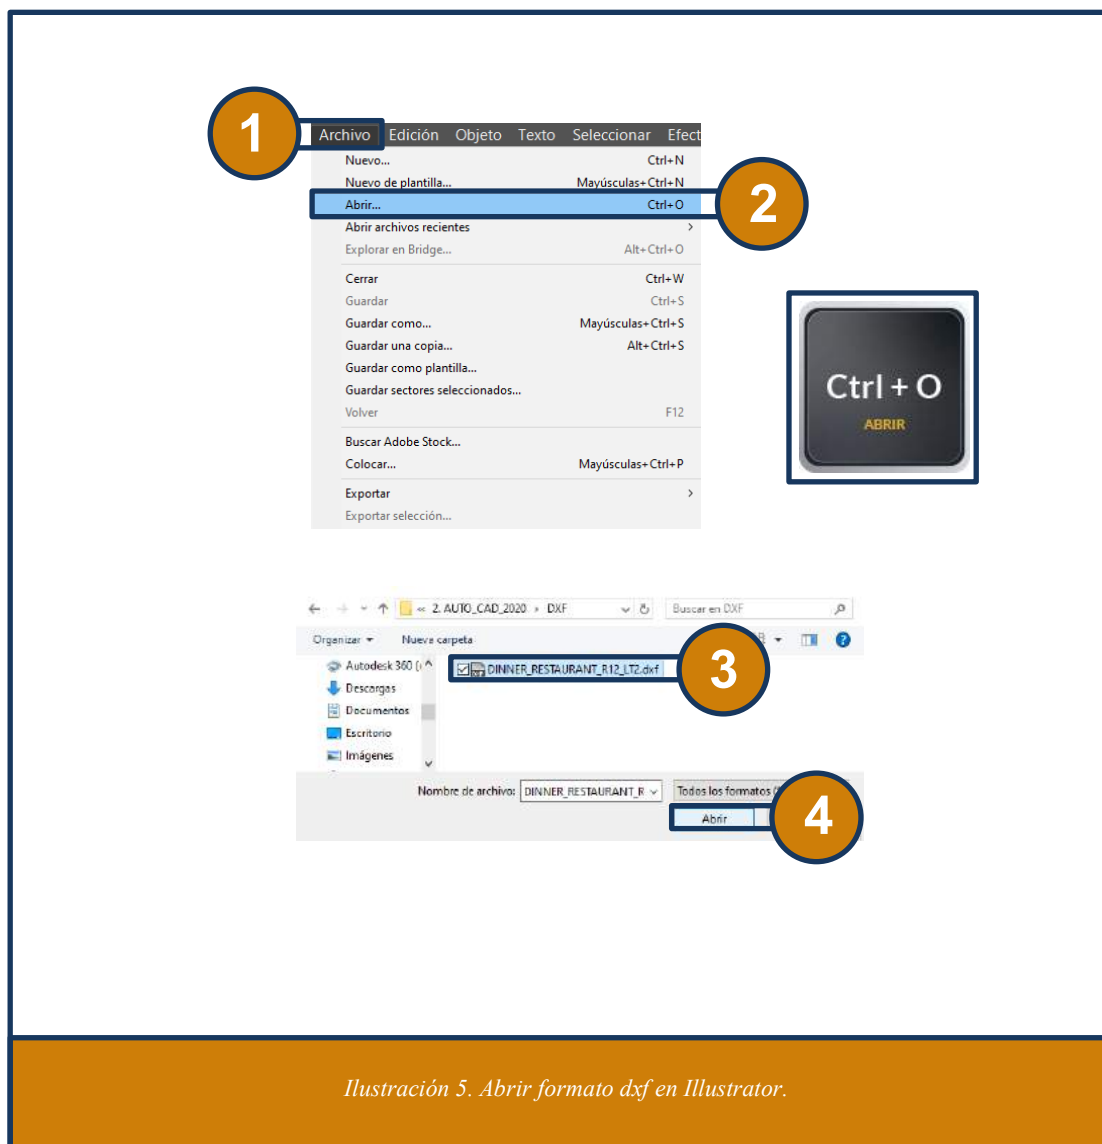 1
Archivo Edición Objeto Texto Seleccionar Efect
Nuevo... Ctrl+N
Nuevo de plantilla... Mayúsculas+Ctrl+N
Abrir... Ctrl+O
2
Abrir archivos recientes >
Explorar en Bridge... Alt+Ctrl+O
Cerrar Ctrl+W
Guardar Ctrl+S
Guardar como... Mayúsculas+Ctrl+S
Guardar una copia... Alt+Ctrl+S
Guardar como plantilla...
Guardar sectores seleccionados...
Volver F12
Buscar Adobe Stock...
Colocar... Mayúsculas+Ctrl+P
Exportar >
Exportar selección...
Ctrl + O
ABRIR
« 2. AUTO_CAD_2020 › DXF Buscar en DXF
Organizar Nueva carpeta
Autodesk 360 (
DINNER_RESTAURANT_R12_LT2.dxf
3
Descargas
Documentos
Escritorio
Imágenes
Nombre de archivo: DINNER_RESTAURANT_R Todos los formatos (
Abrir
4
Ilustración 5. Abrir formato dxf en Illustrator.